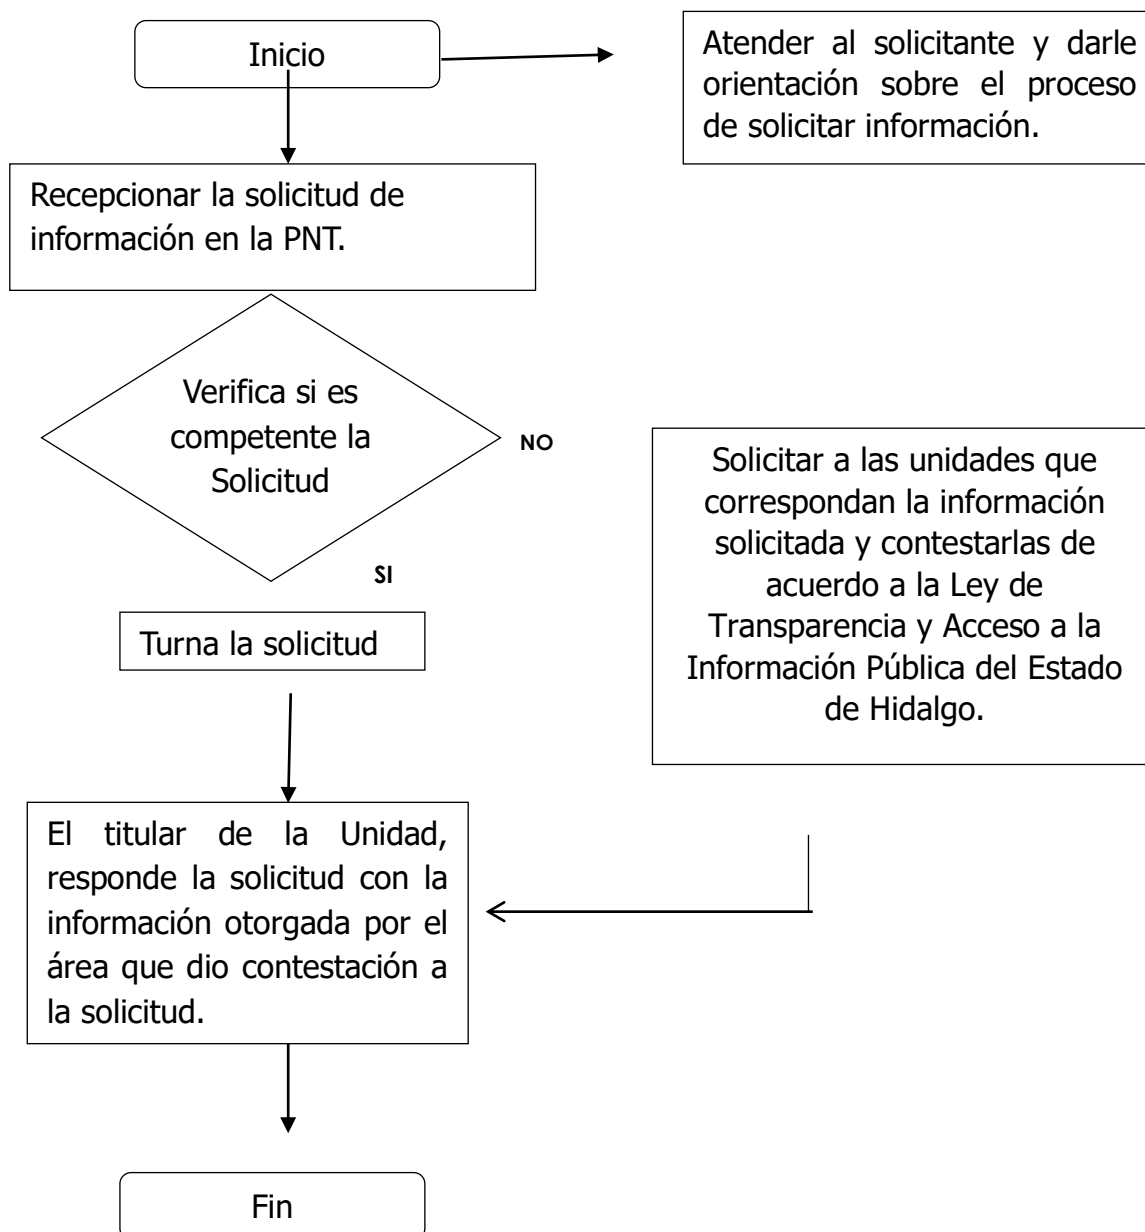 Inicio
Atender al solicitante y darle
orientación sobre el proceso
de solicitar información.
Recepcionar la solicitud de
información en la PNT.
Verifica si es
competente la
Solicitud
NO
SI
Solicitar a las unidades que
correspondan la información
solicitada y contestarlas de
acuerdo a la Ley de
Transparencia y Acceso a la
Información Pública del Estado
de Hidalgo.
Turna la solicitud
El titular de la Unidad,
responde la solicitud con la
información otorgada por el
área que dio contestación a
la solicitud.
Fin